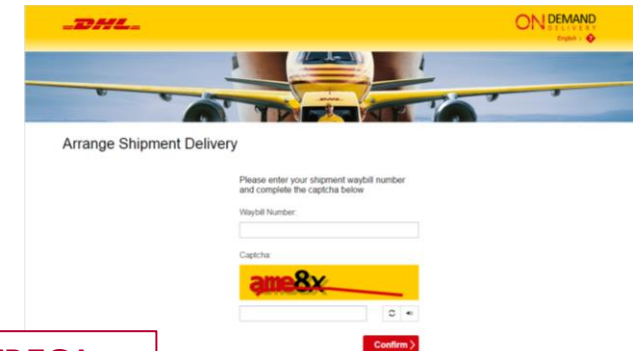 DHL
ON DEMAND
DELIVERY
English
Arrange Shipment Delivery
Please enter your shipment waybill number
and complete the captcha below
Waybill Number:
Captcha:
ame8x
Confirm >